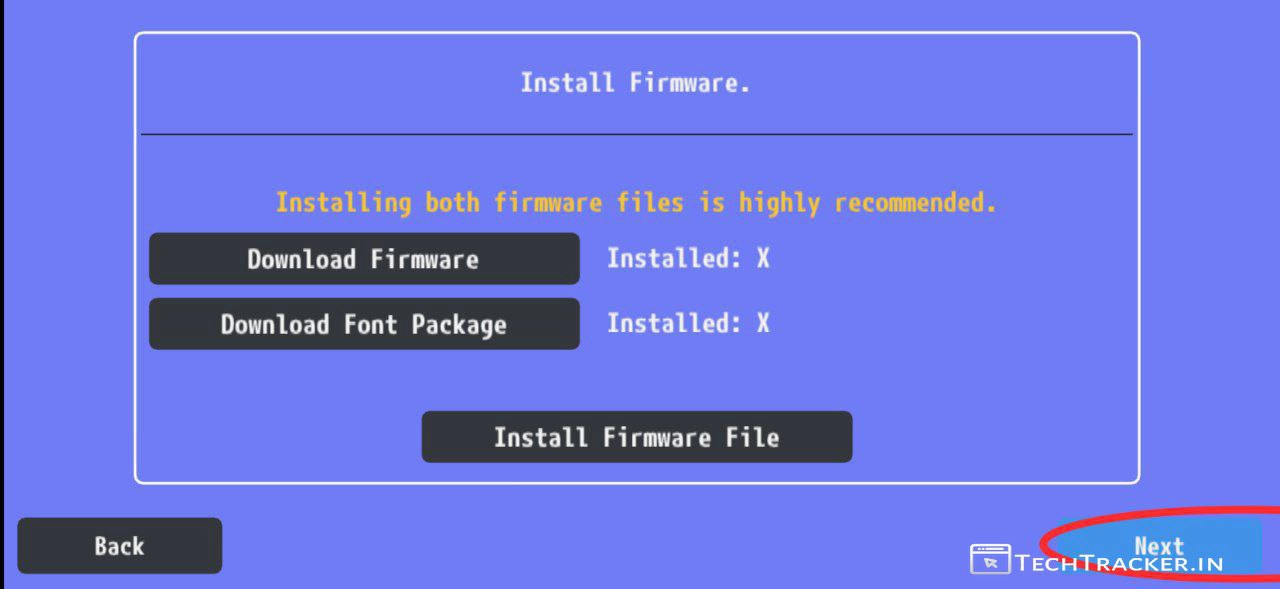 Install Firmware.
Installing both firmware files is highly recommended.
Download Firmware Installed: X
Download Font Package Installed: X
Install Firmware File
Back
Next
TECHTRACKER.IN